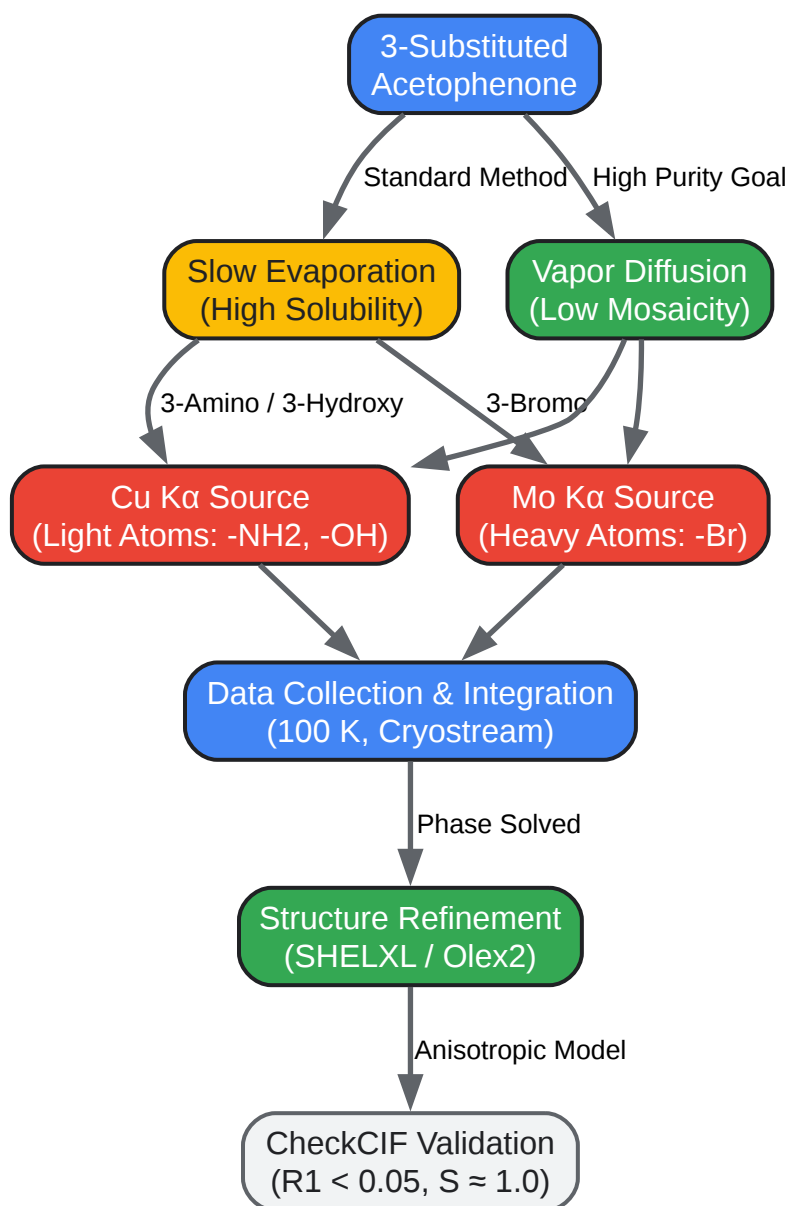 3-Substituted
Acetophenone
Standard Method
High Purity Goal
Slow Evaporation
(High Solubility)
Vapor Diffusion
(Low Mosaicity)
3-Amino / 3-Hydroxy
3-Bromo
Cu Kα Source
(Light Atoms: -NH2, -OH)
Mo Kα Source
(Heavy Atoms: -Br)
Data Collection & Integration
(100 K, Cryostream)
Phase Solved
Structure Refinement
(SHELXL / Olex2)
Anisotropic Model
CheckCIF Validation
(R1 < 0.05, S ≈ 1.0)